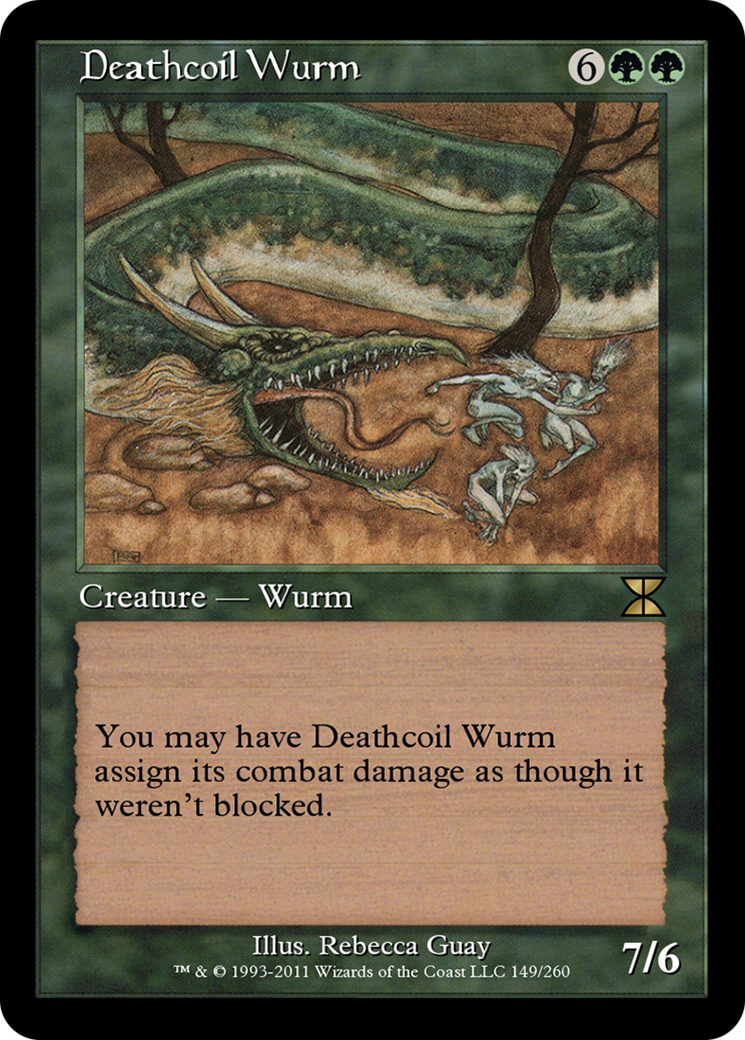 Deathcoil Wurm 6
Creature — Wurm
You may have Deathcoil Wurm
assign its combat damage as though it
weren't blocked.
Illus. Rebecca Guay
™ & © 1993-2011 Wizards of the Coast LLC 149/260
7/6